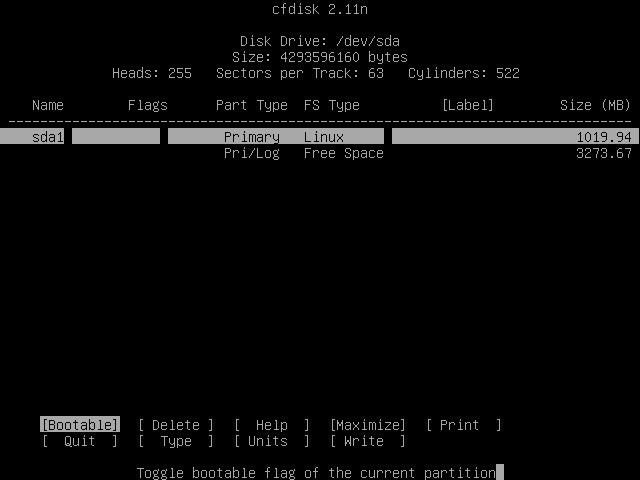 cfdisk 2.11n
Disk Drive: /dev/sda
Size: 4293596160 bytes
Heads: 255   Sectors per Track: 63   Cylinders: 522
Name        Flags      Part Type  FS Type          [Label]        Size (MB)
------------------------------------------------------------------------------
sda1                    Primary   Linux                             1019.94
                        Pri/Log   Free Space                        3273.67
[Bootable]  [ Delete ]  [  Help  ]  [Maximize]  [ Print  ]
[  Quit  ]  [  Type  ]  [ Units  ]  [ Write  ]
Toggle bootable flag of the current partition